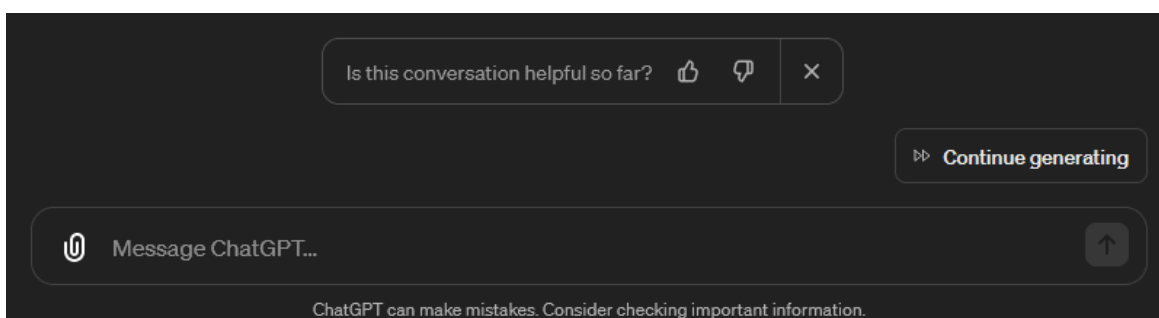 Is this conversation helpful so far?
Continue generating
Message ChatGPT...
ChatGPT can make mistakes. Consider checking important information.